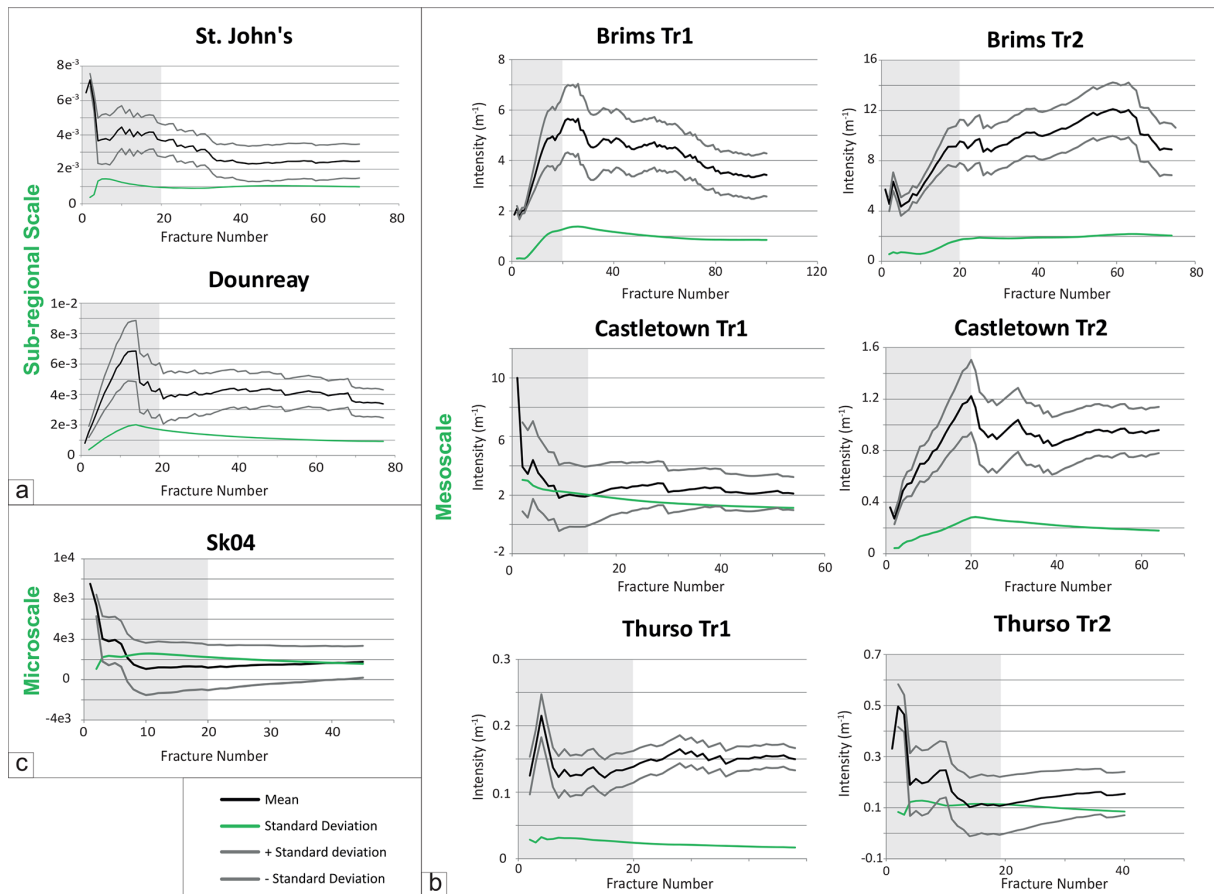 Sub-regional Scale
St. John's
8e⁻³
6e⁻³
4e⁻³
2e⁻³
0
0 20 40 60 80
Fracture Number
Dounreay
1e-2
8e⁻³
6e⁻³
4e⁻³
2e⁻³
0
0 20 40 60 80
Fracture Number
a
Microscale
Sk04
1e4
8e3
4e3
0
-4e3
0 10 20 30 40
Fracture Number
c
Mean
Standard Deviation
+ Standard deviation
- Standard Deviation
Mesoscale
Brims Tr1
Intensity (m⁻¹)
8
6
4
2
0
0 20 40 60 80 100 120
Fracture Number
Brims Tr2
Intensity (m⁻¹)
16
12
8
4
0
0 20 40 60 80
Fracture Number
Castletown Tr1
Intensity (m⁻¹)
10
6
2
-2
0 20 40 60
Fracture Number
Castletown Tr2
Intensity (m⁻¹)
1.6
1.2
0.8
0.4
0
0 20 40 60 80
Fracture Number
Thurso Tr1
Intensity (m⁻¹)
0.3
0.2
0.1
0
0 20 40
Fracture Number
Thurso Tr2
Intensity (m⁻¹)
0.7
0.5
0.3
0.1
-0.1
0 20 40
Fracture Number
b